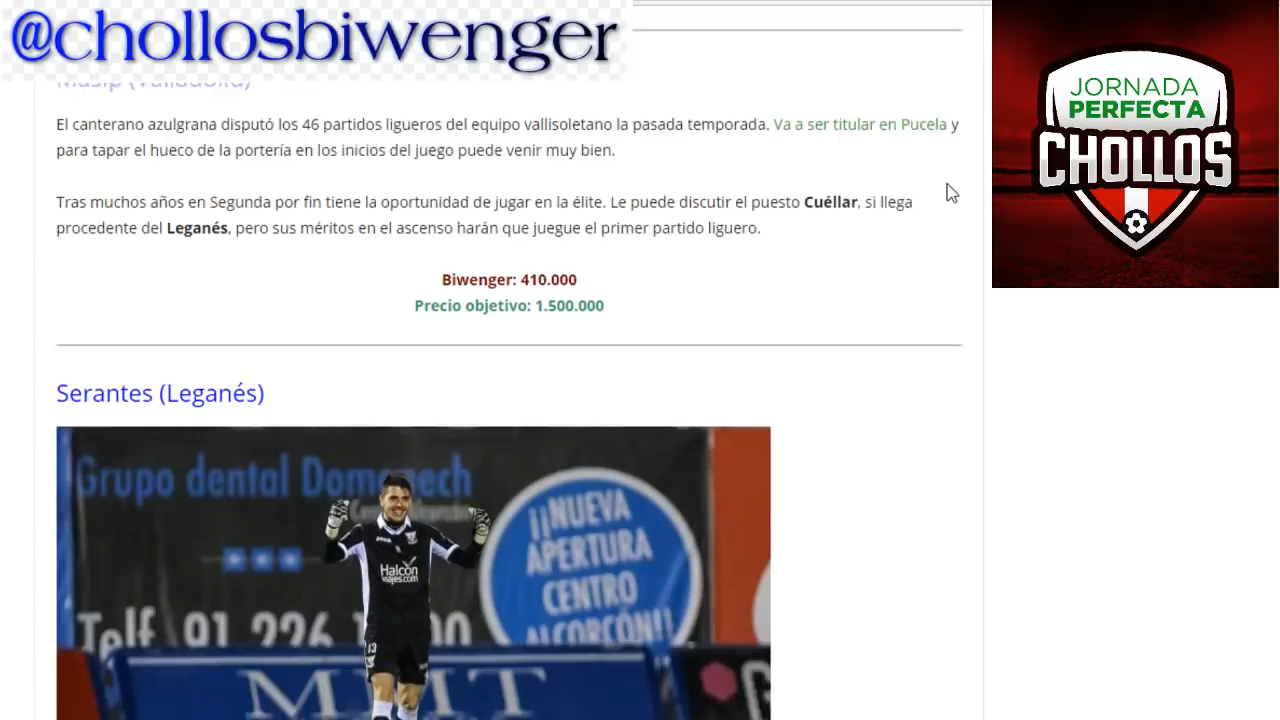 @chollosbiwenger
JORNADA
PERFECTA
CHOLLOS
Masip (Valladolid)
El canterano azulgrana disputó los 46 partidos ligueros del equipo vallisoletano la pasada temporada. Va a ser titular en Pucela y
para tapar el hueco de la portería en los inicios del juego puede venir muy bien.
Tras muchos años en Segunda por fin tiene la oportunidad de jugar en la élite. Le puede discutir el puesto Cuéllar, si llega
procedente del Leganés, pero sus méritos en el ascenso harán que juegue el primer partido liguero.
Biwenger: 410.000
Precio objetivo: 1.500.000
Serantes (Leganés)
Grupo dental
¡¡NUEVA
APERTURA
CENTRO
ALCORCÓN!!
Halcón
viajes.com
Telf. 91 226
13